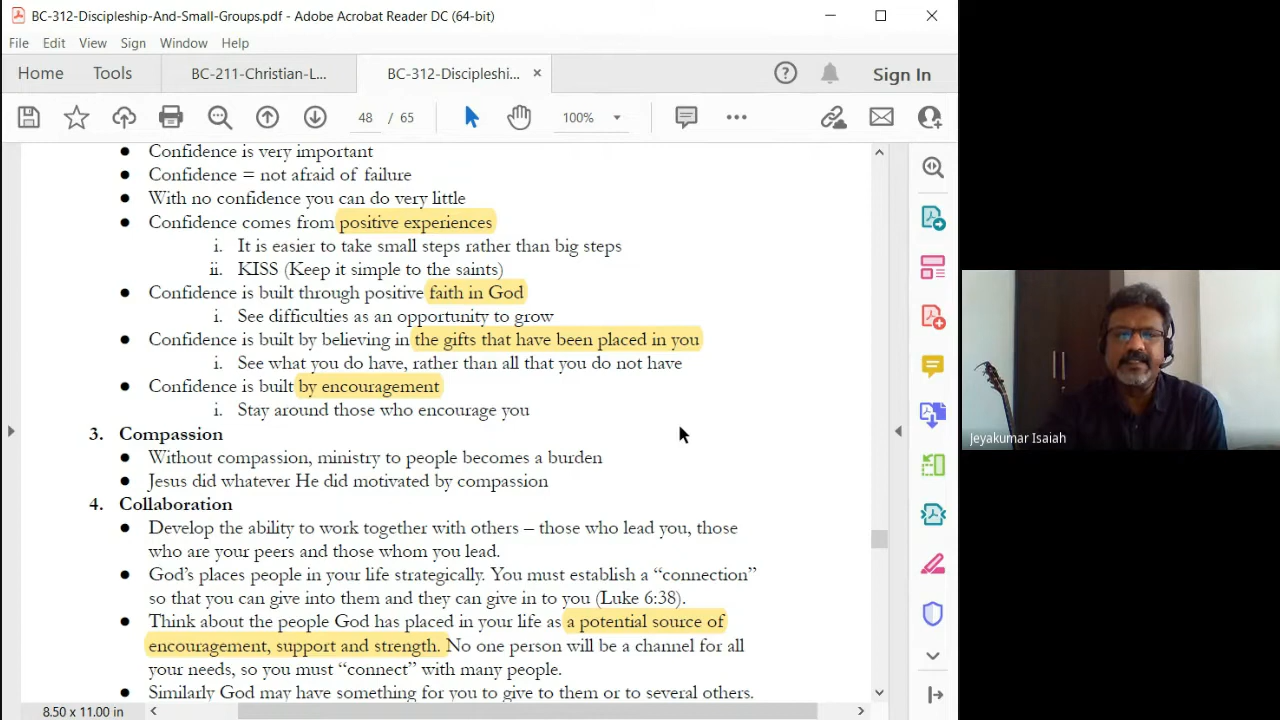 BC-312-Discipleship-And-Small-Groups.pdf - Adobe Acrobat Reader DC (64-bit)
File Edit View Sign Window Help
Home Tools BC-211-Christian-L... BC-312-Discipleshi... × Sign In
48 / 65 100%
• Confidence is very important
• Confidence = not afraid of failure
• With no confidence you can do very little
• Confidence comes from positive experiences
i. It is easier to take small steps rather than big steps
ii. KISS (Keep it simple to the saints)
• Confidence is built through positive faith in God
i. See difficulties as an opportunity to grow
• Confidence is built by believing in the gifts that have been placed in you
i. See what you do have, rather than all that you do not have
• Confidence is built by encouragement
i. Stay around those who encourage you
3. Compassion
• Without compassion, ministry to people becomes a burden
• Jesus did whatever He did motivated by compassion
4. Collaboration
• Develop the ability to work together with others – those who lead you, those
who are your peers and those whom you lead.
• God's places people in your life strategically. You must establish a “connection”
so that you can give into them and they can give in to you (Luke 6:38).
• Think about the people God has placed in your life as a potential source of
encouragement, support and strength. No one person will be a channel for all
your needs, so you must “connect” with many people.
• Similarly God may have something for you to give to them or to several others.
8.50 x 11.00 in
Jeyakumar Isaiah